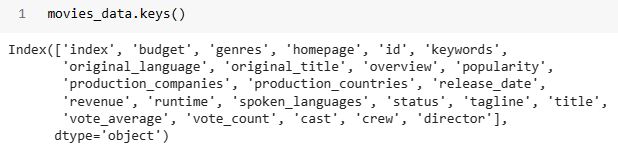 1 movies_data.keys()
Index(['index', 'budget', 'genres', 'homepage', 'id', 'keywords',
'original_language', 'original_title', 'overview', 'popularity',
'production_companies', 'production_countries', 'release_date',
'revenue', 'runtime', 'spoken_languages', 'status', 'tagline', 'title',
'vote_average', 'vote_count', 'cast', 'crew', 'director'],
dtype='object')